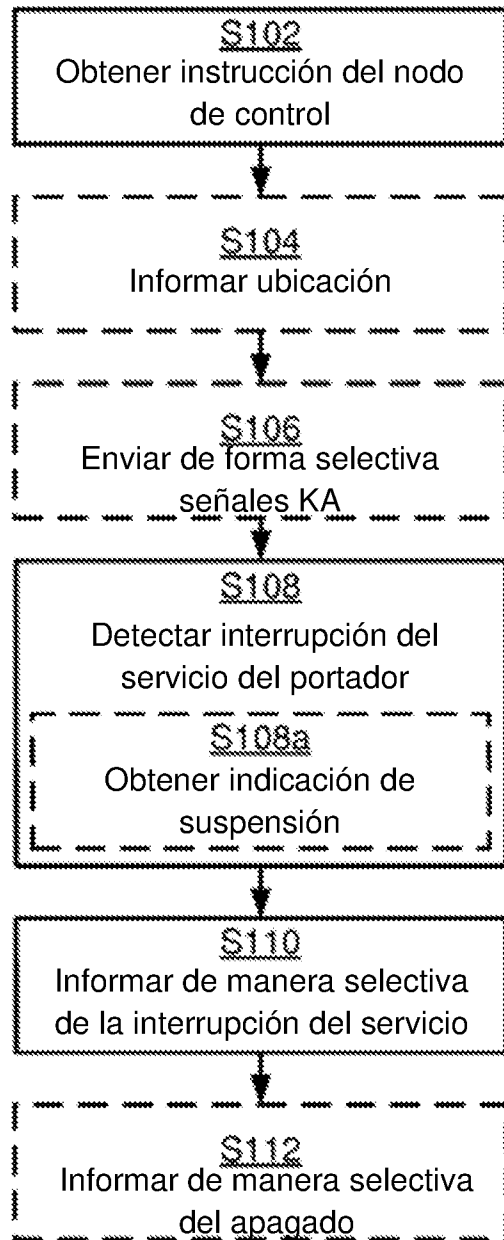 S102
Obtener instrucción del nodo
de control
S104
Informar ubicación
S106
Enviar de forma selectiva
señales KA
S108
Detectar interrupción del
servicio del portador
S108a
Obtener indicación de
suspensión
S110
Informar de manera selectiva
de la interrupción del servicio
S112
Informar de manera selectiva
del apagado